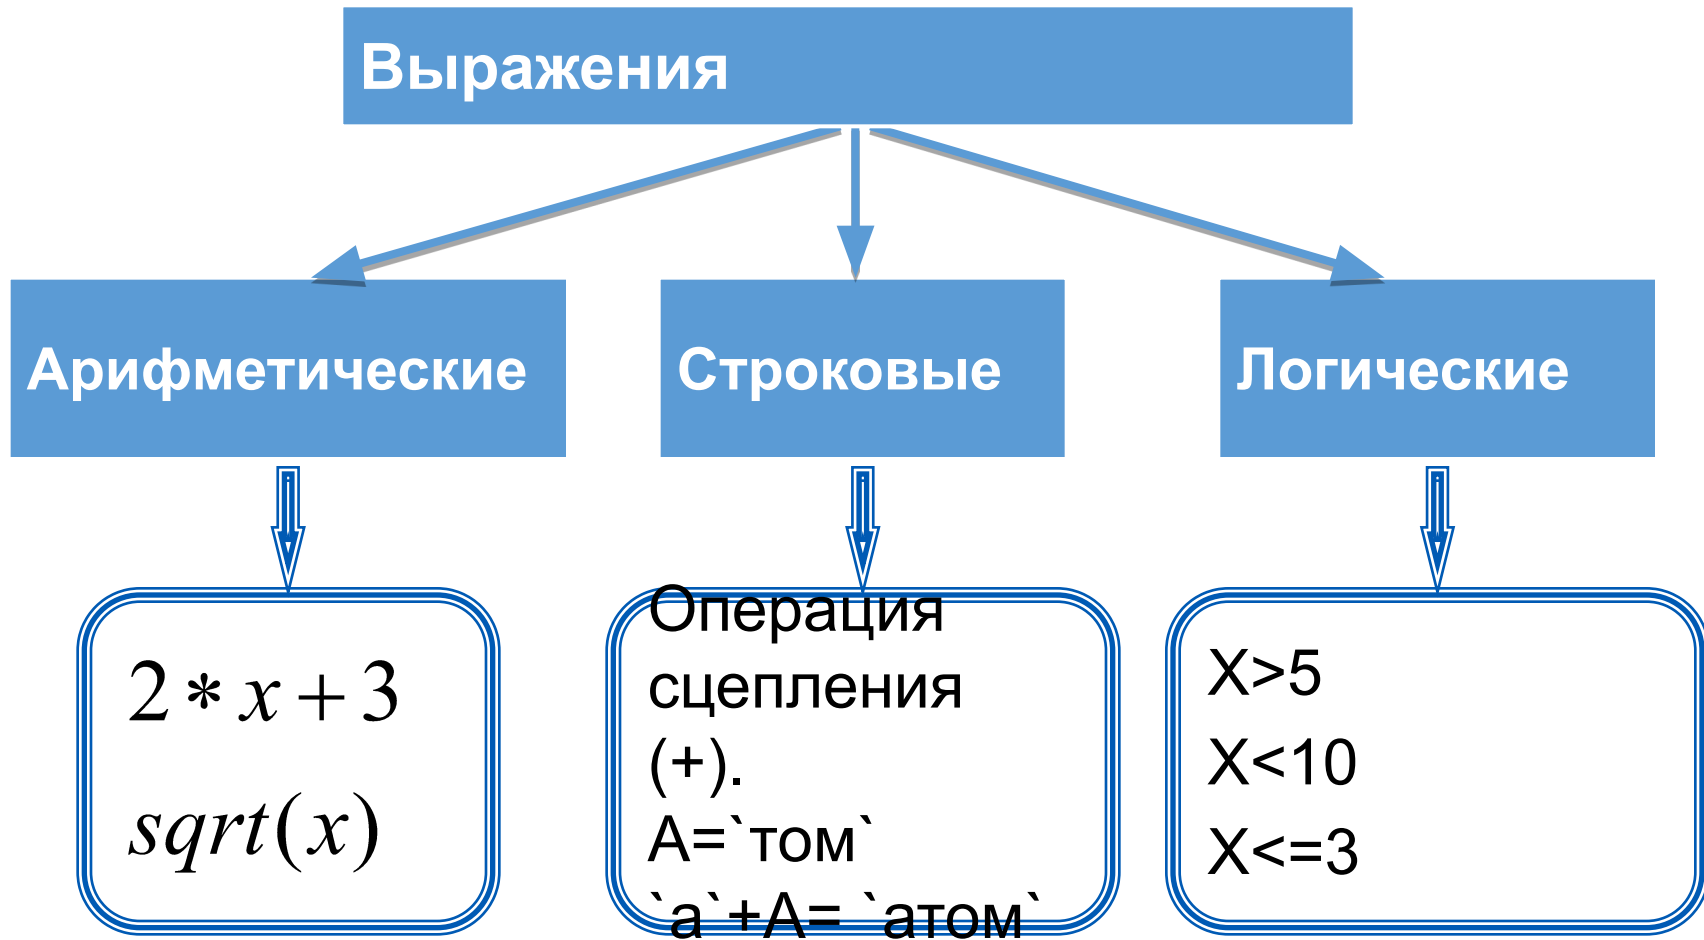 Выражения
Арифметические
Строковые
Логические
2 * x + 3
sqrt(x)
Операция
сцепления
(+).
А=`том`
`а`+А= `атом`
X>5
X<10
X<=3